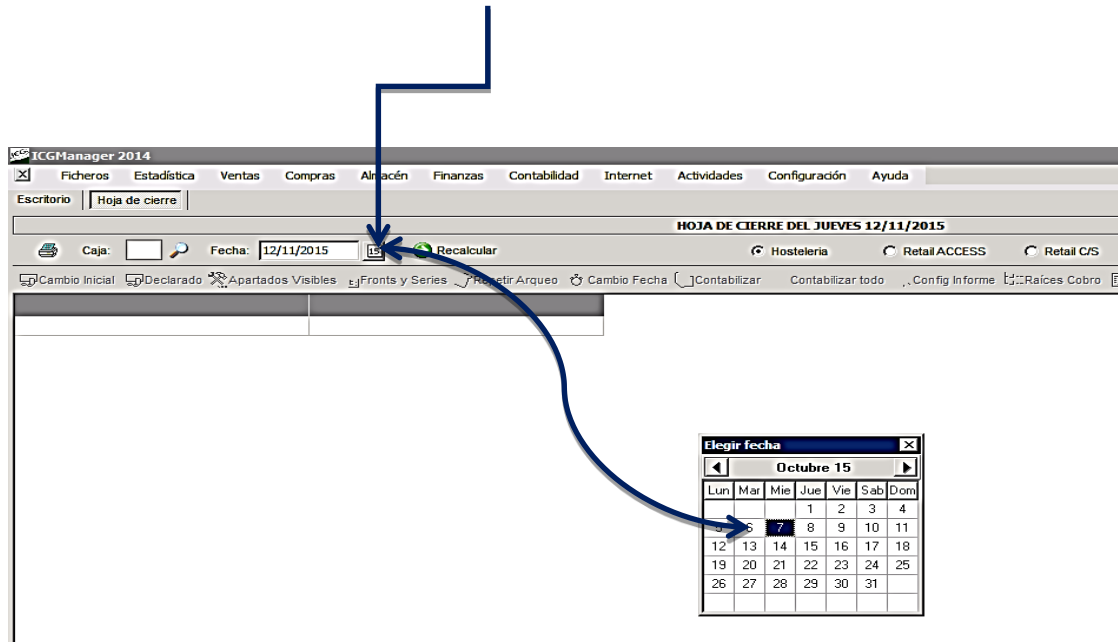 ICGManager 2014
X Ficheros Estadística Ventas Compras Almacén Finanzas Contabilidad Internet Actividades Configuración Ayuda
Escritorio Hoja de cierre
HOJA DE CIERRE DEL JUEVES 12/11/2015
Caja: Fecha: 12/11/2015 15 Recalcular Hosteleria Retail ACCESS Retail C/S
Cambio Inicial Declarado Apartados Visibles Fronts y Series Repetir Arqueo Cambio Fecha Contabilizar Contabilizar todo Config Informe Raíces Cobro
Elegir fecha X
Octubre 15
Lun Mar Mie Jue Vie Sab Dom
1 2 3 4
5 6 7 8 9 10 11
12 13 14 15 16 17 18
19 20 21 22 23 24 25
26 27 28 29 30 31